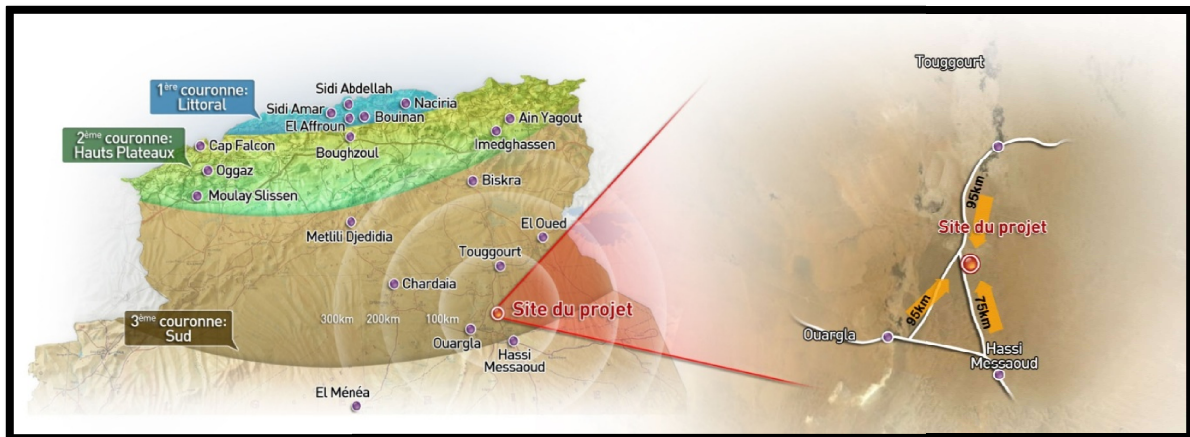 1ère couronne:
Littoral
2ème couronne:
Hauts Plateaux
3ème couronne:
Sud
Sidi Abdellah
Sidi Amar
Naciria
El Affroun
Bouinan
Boughzoul
Ain Yagout
Imedghassen
Cap Falcon
Oggaz
Moulay Slissen
Biskra
Metlili Djedidia
El Oued
Touggourt
Chardaia
Site du projet
300km
200km
100km
Ouargla
Hassi
Messaoud
El Ménéa
Touggourt
95km
Site du projet
95km
75km
Ouargla
Hassi
Messaoud